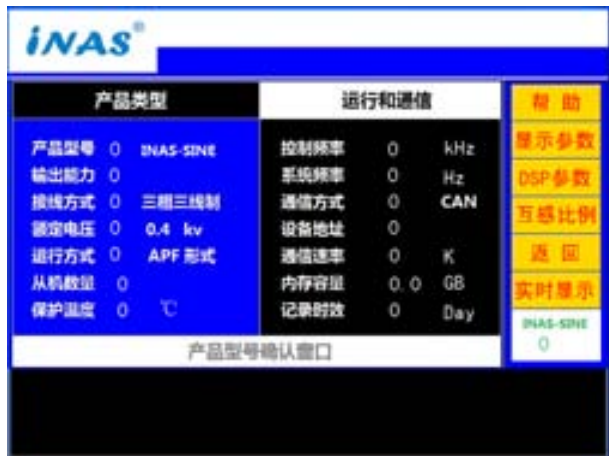 iNAS®
产品类型 运行和通信 帮 助
产品型号 0 INAS-SINE 控制频率 0 kHz 显示参数
输出能力 0 系统频率 0 Hz DSP参数
接线方式 0 三相三线制 通信方式 0 CAN 互感比例
额定电压 0 0.4 kv 设备地址 0
运行方式 0 APF 形式 通信速率 0 K 返 回
从机数量 0 内存容量 0.0 GB 实时显示
保护温度 0 ℃ 记录时效 0 Day INAS-SINE
0
产品型号确认窗口